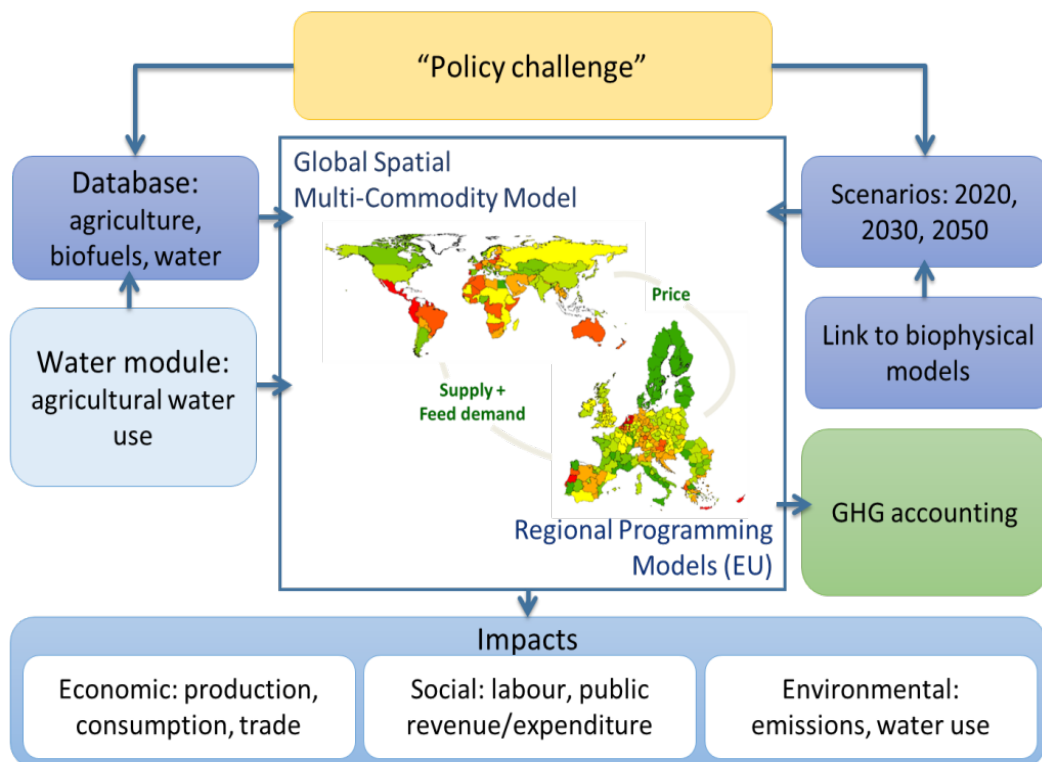 “Policy challenge”
Database:
agriculture,
biofuels, water
Global Spatial
Multi-Commodity Model
Scenarios: 2020,
2030, 2050
Price
Water module:
agricultural water
use
Supply +
Feed demand
Link to biophysical
models
Regional Programming
Models (EU)
GHG accounting
Impacts
Economic: production,
consumption, trade
Social: labour, public
revenue/expenditure
Environmental:
emissions, water use